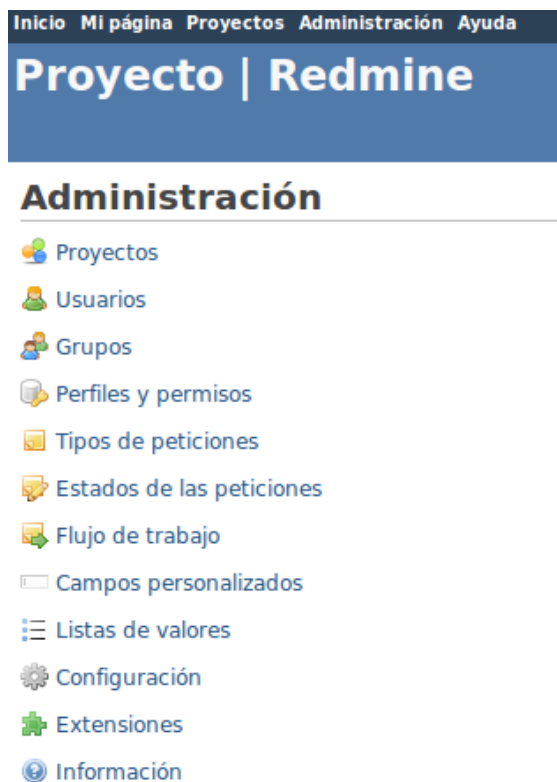 Inicio Mi página Proyectos Administración Ayuda
Proyecto | Redmine
Administración
Proyectos
Usuarios
Grupos
Perfiles y permisos
Tipos de peticiones
Estados de las peticiones
Flujo de trabajo
Campos personalizados
Listas de valores
Configuración
Extensiones
Información